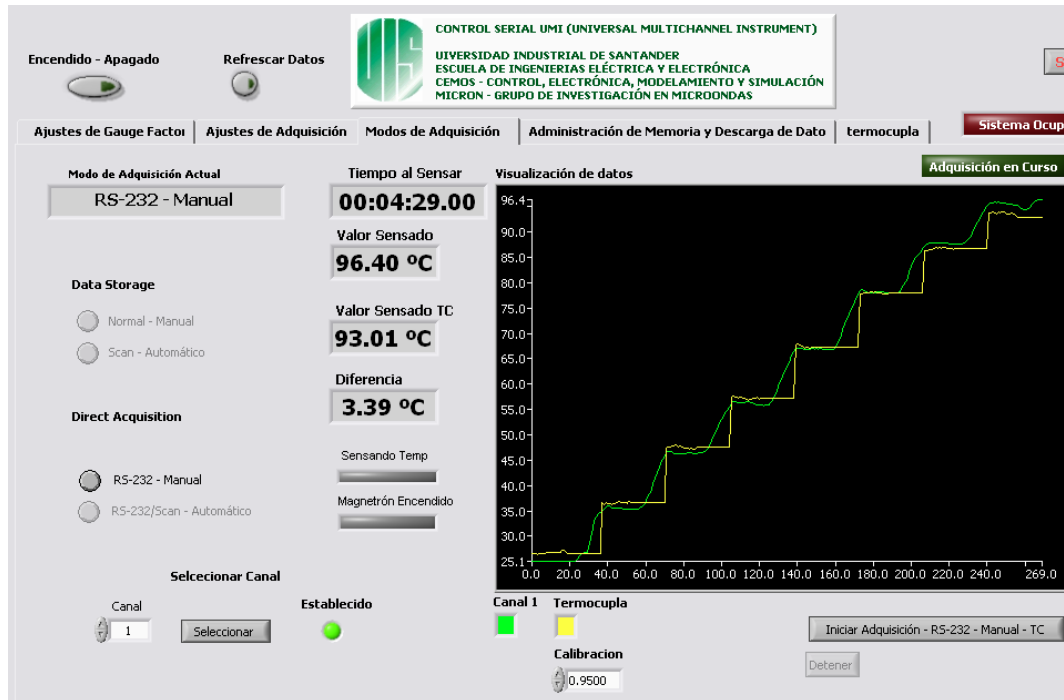 CONTROL SERIAL UMI (UNIVERSAL MULTICHANNEL INSTRUMENT)
UIVERSIDAD INDUSTRIAL DE SANTANDER
ESCUELA DE INGENIERIAS ELÉCTRICA Y ELECTRÓNICA
CEMOS - CONTROL, ELECTRÓNICA, MODELAMIENTO Y SIMULACIÓN
MICRON - GRUPO DE INVESTIGACIÓN EN MICROONDAS
Encendido - Apagado
Refrescar Datos
S
Sistema Ocup
Ajustes de Gauge Factor
Ajustes de Adquisición
Modos de Adquisición
Administración de Memoria y Descarga de Dato
termocupla
Modo de Adquisición Actual
RS-232 - Manual
Data Storage
Normal - Manual
Scan - Automático
Direct Acquisition
RS-232 - Manual
RS-232/Scan - Automático
Tiempo al Sensar
00:04:29.00
Valor Sensado
96.40 ºC
Valor Sensado TC
93.01 ºC
Diferencia
3.39 ºC
Sensando Temp
Magnetrón Encendido
Visualización de datos
Adquisición en Curso
96.4
90.0
85.0
80.0
75.0
70.0
65.0
60.0
55.0
50.0
45.0
40.0
35.0
30.0
25.1
0.0 20.0 40.0 60.0 80.0 100.0 120.0 140.0 160.0 180.0 200.0 220.0 240.0 269.0
Selcecionar Canal
Canal
1
Seleccionar
Establecido
Canal 1
Termocupla
Calibracion
0.9500
Iniciar Adquisición - RS-232 - Manual - TC
Detener